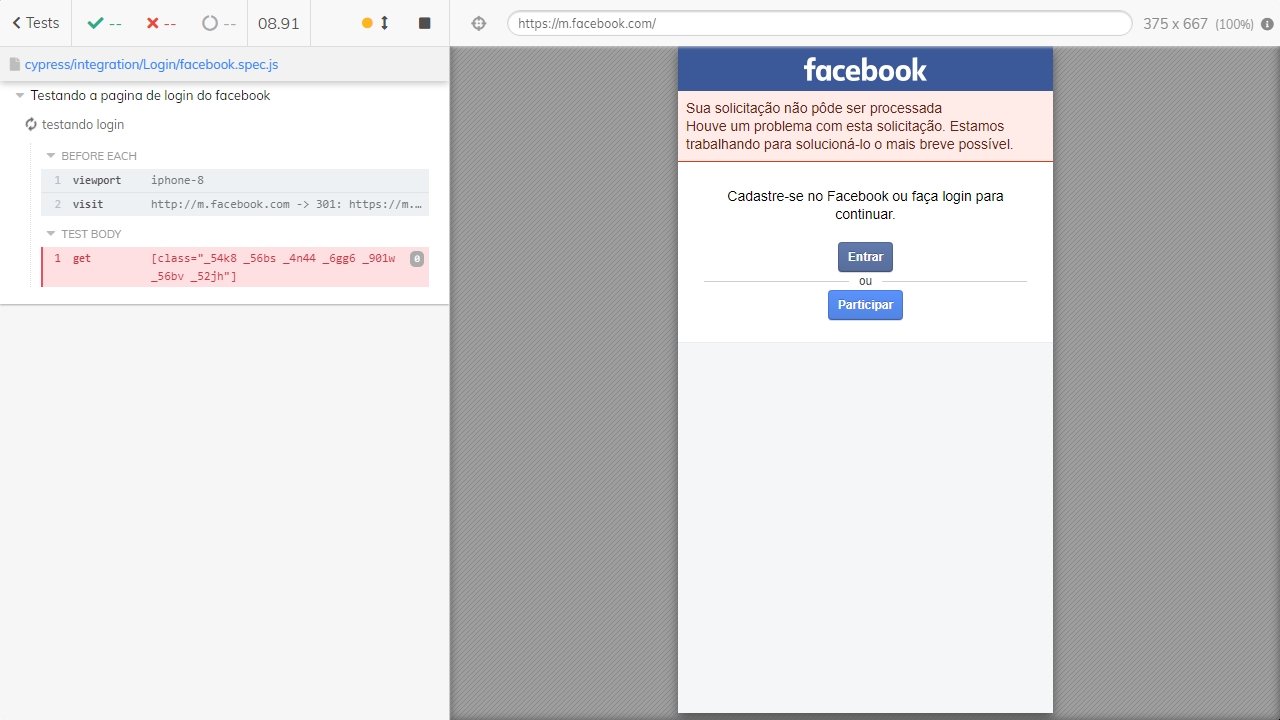 Tests -- -- -- 08.91
https://m.facebook.com/ 375 x 667 (100%)
cypress/integration/Login/facebook.spec.js
Testando a pagina de login do facebook
testando login
BEFORE EACH
1 viewport iphone-8
2 visit http://m.facebook.com -> 301: https://m.…
TEST BODY
1 get [class="_54k8 _56bs _4n44 _6gg6 _901w 0
_56bv _52jh"]
facebook
Sua solicitação não pôde ser processada
Houve um problema com esta solicitação. Estamos
trabalhando para solucioná-lo o mais breve possível.
Cadastre-se no Facebook ou faça login para
continuar.
Entrar
ou
Participar